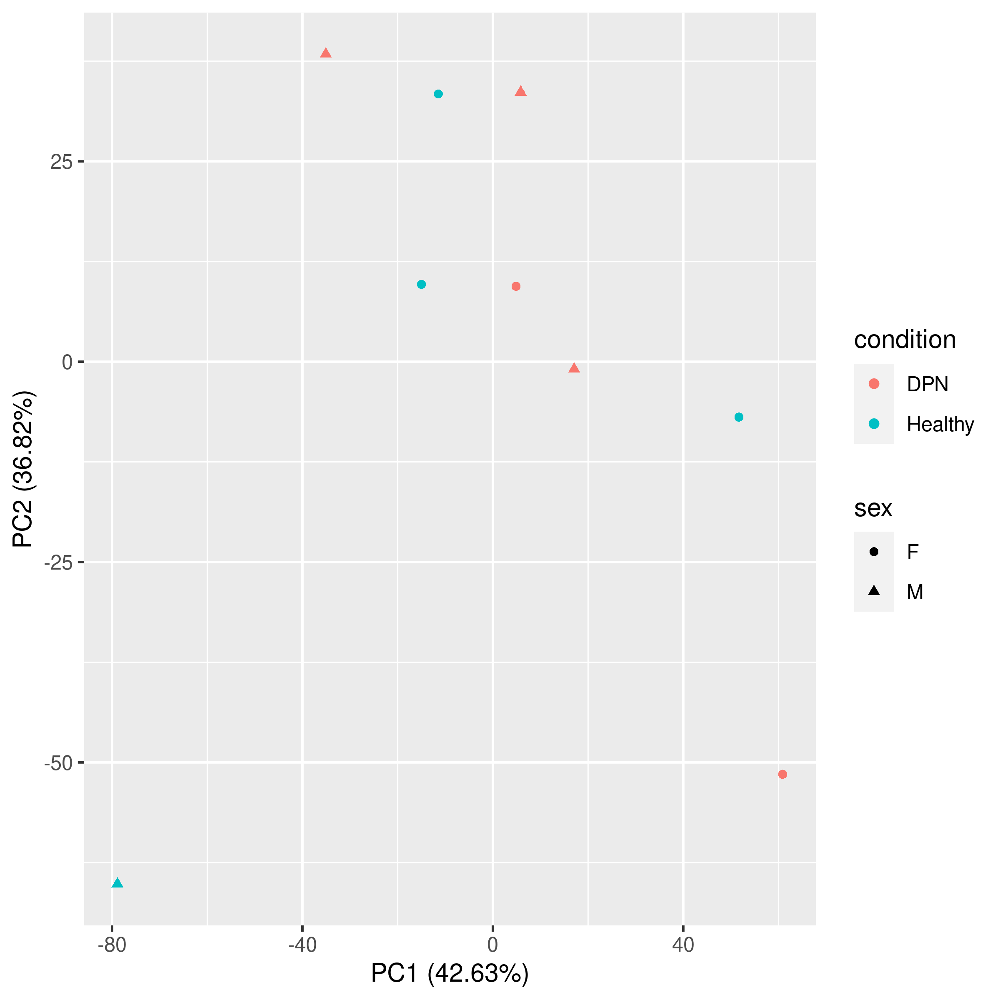 25
0
-25
-50
PC2 (36.82%)
-80 -40 0 40
PC1 (42.63%)
condition
DPN
Healthy
sex
F
M